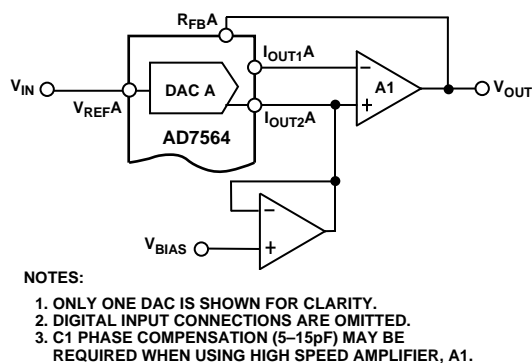 RFBA
IOUT1A
VIN
VREFA
DAC A
A1
VOUT
IOUT2A
AD7564
VBIAS
NOTES:
1. ONLY ONE DAC IS SHOWN FOR CLARITY.
2. DIGITAL INPUT CONNECTIONS ARE OMITTED.
3. C1 PHASE COMPENSATION (5–15pF) MAY BE
REQUIRED WHEN USING HIGH SPEED AMPLIFIER, A1.